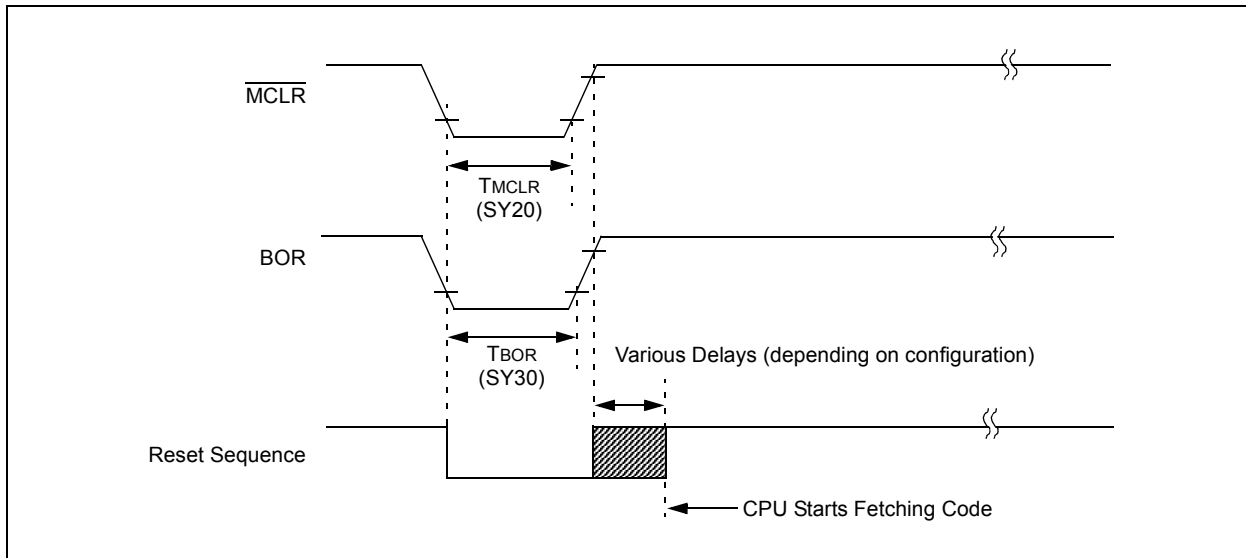 MCLR
TMCLR
(SY20)
BOR
TBOR
(SY30)
Various Delays (depending on configuration)
Reset Sequence
CPU Starts Fetching Code